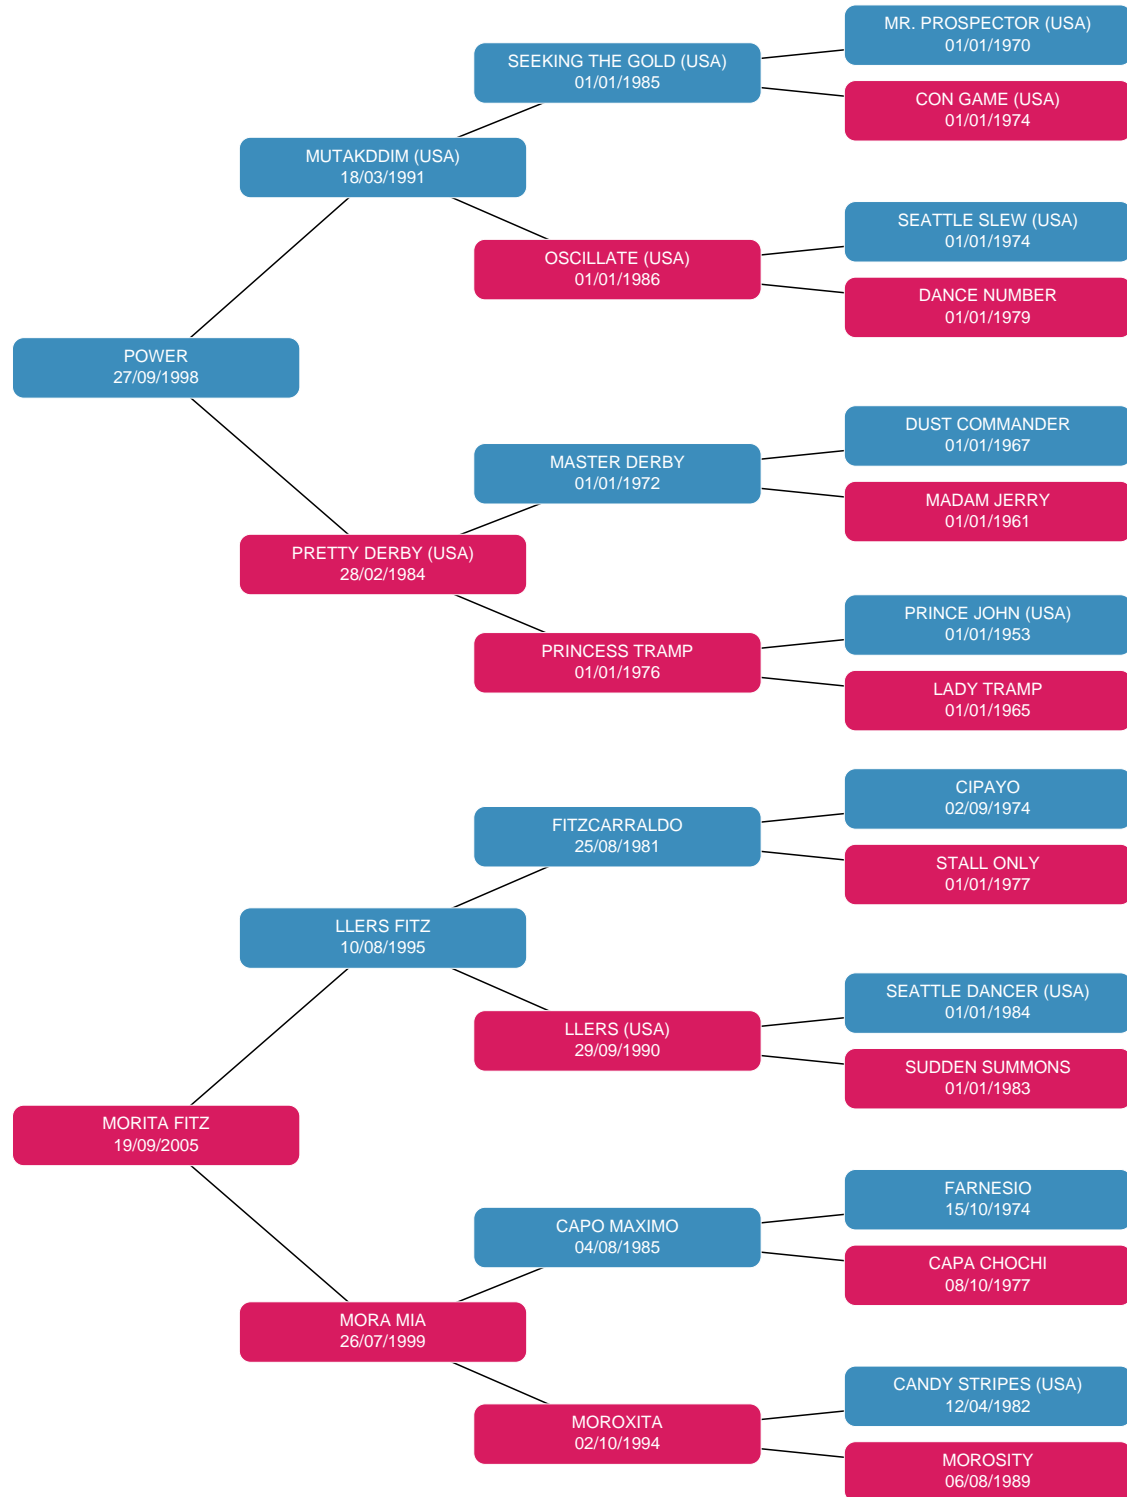 MR. PROSPECTOR (USA)
01/01/1970
SEEKING THE GOLD (USA)
01/01/1985
CON GAME (USA)
01/01/1974
MUTAKDDIM (USA)
18/03/1991
SEATTLE SLEW (USA)
01/01/1974
OSCILLATE (USA)
01/01/1986
DANCE NUMBER
01/01/1979
POWER
27/09/1998
DUST COMMANDER
01/01/1967
MASTER DERBY
01/01/1972
MADAM JERRY
01/01/1961
PRETTY DERBY (USA)
28/02/1984
PRINCE JOHN (USA)
01/01/1953
PRINCESS TRAMP
01/01/1976
LADY TRAMP
01/01/1965
CIPAYO
02/09/1974
FITZCARRALDO
25/08/1981
STALL ONLY
01/01/1977
LLERS FITZ
10/08/1995
SEATTLE DANCER (USA)
01/01/1984
LLERS (USA)
29/09/1990
SUDDEN SUMMONS
01/01/1983
MORITA FITZ
19/09/2005
FARNESIO
15/10/1974
CAPO MAXIMO
04/08/1985
CAPA CHOCHI
08/10/1977
MORA MIA
26/07/1999
CANDY STRIPES (USA)
12/04/1982
MOROXITA
02/10/1994
MOROSITY
06/08/1989